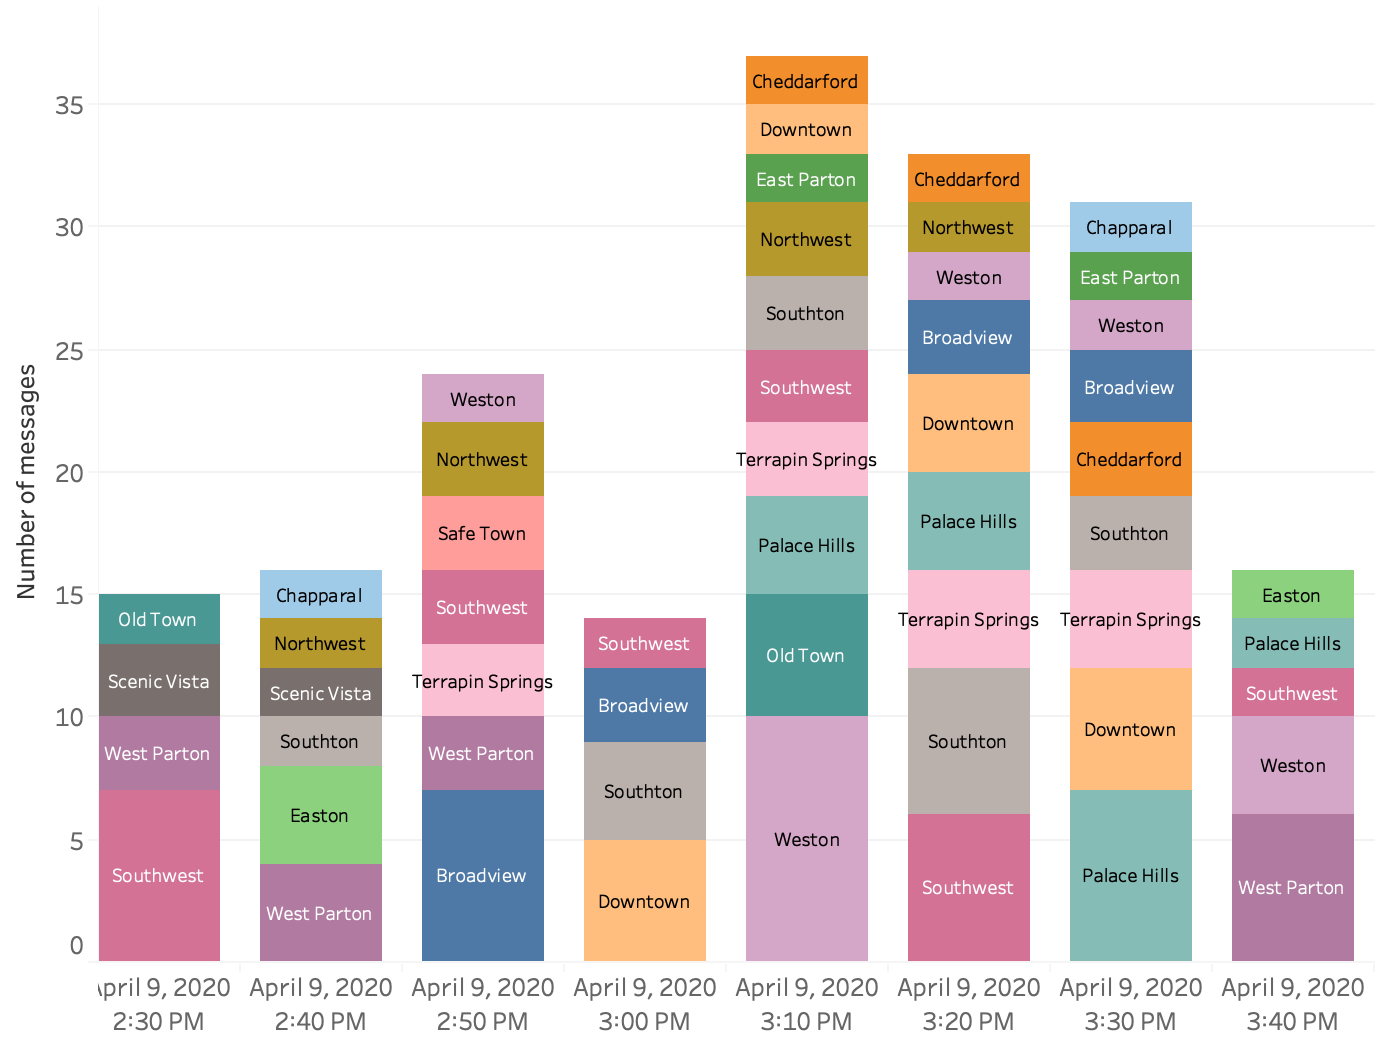 Number of messages
35
30
25
20
15
10
5
0
Old Town
Scenic Vista
West Parton
Southwest
Chapparal
Northwest
Scenic Vista
Southton
Easton
West Parton
Weston
Northwest
Safe Town
Southwest
Terrapin Springs
West Parton
Broadview
Southwest
Broadview
Southton
Downtown
Cheddarford
Downtown
East Parton
Northwest
Southton
Southwest
Terrapin Springs
Palace Hills
Old Town
Weston
Cheddarford
Northwest
Weston
Broadview
Downtown
Palace Hills
Terrapin Springs
Southton
Southwest
Chapparal
East Parton
Weston
Broadview
Cheddarford
Southton
Terrapin Springs
Downtown
Palace Hills
Easton
Palace Hills
Southwest
Weston
West Parton
April 9, 2020
2:30 PM
April 9, 2020
2:40 PM
April 9, 2020
2:50 PM
April 9, 2020
3:00 PM
April 9, 2020
3:10 PM
April 9, 2020
3:20 PM
April 9, 2020
3:30 PM
April 9, 2020
3:40 PM